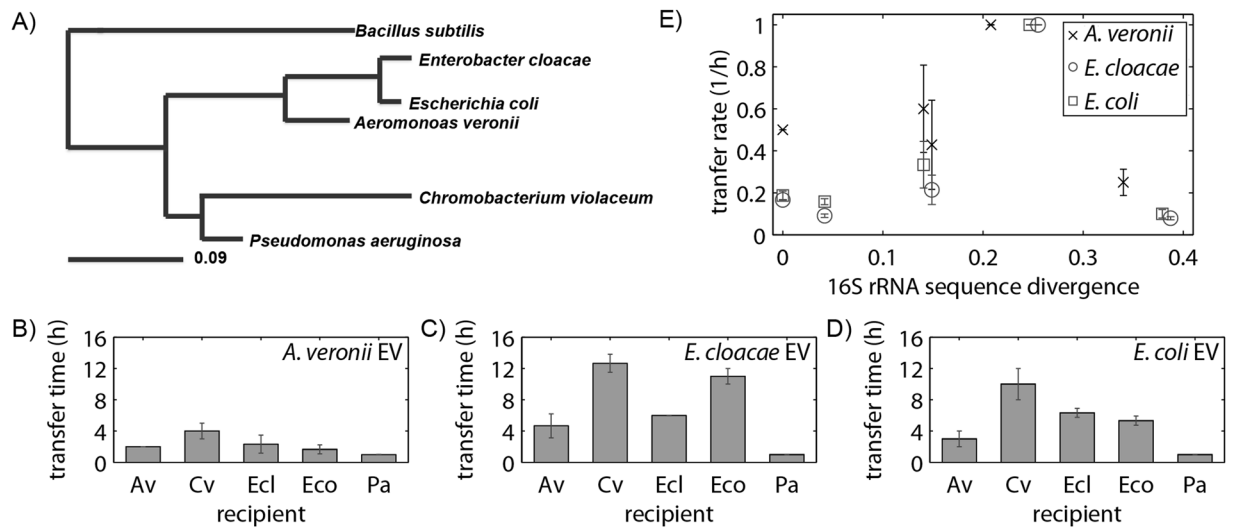 A)
Bacillus subtilis
Enterobacter cloacae
Escherichia coli
Aeromonoas veronii
Chromobacterium violaceum
Pseudomonas aeruginosa
0.09
E)
A. veronii
E. cloacae
E. coli
1
0.8
0.6
0.4
0.2
0
tranfer rate (1/h)
0 0.1 0.2 0.3 0.4
16S rRNA sequence divergence
B)
A. veronii EV
16
12
8
4
0
transfer time (h)
Av Cv Ecl Eco Pa
recipient
C)
E. cloacae EV
16
12
8
4
0
transfer time (h)
Av Cv Ecl Eco Pa
recipient
D)
E. coli EV
16
12
8
4
0
transfer time (h)
Av Cv Ecl Eco Pa
recipient